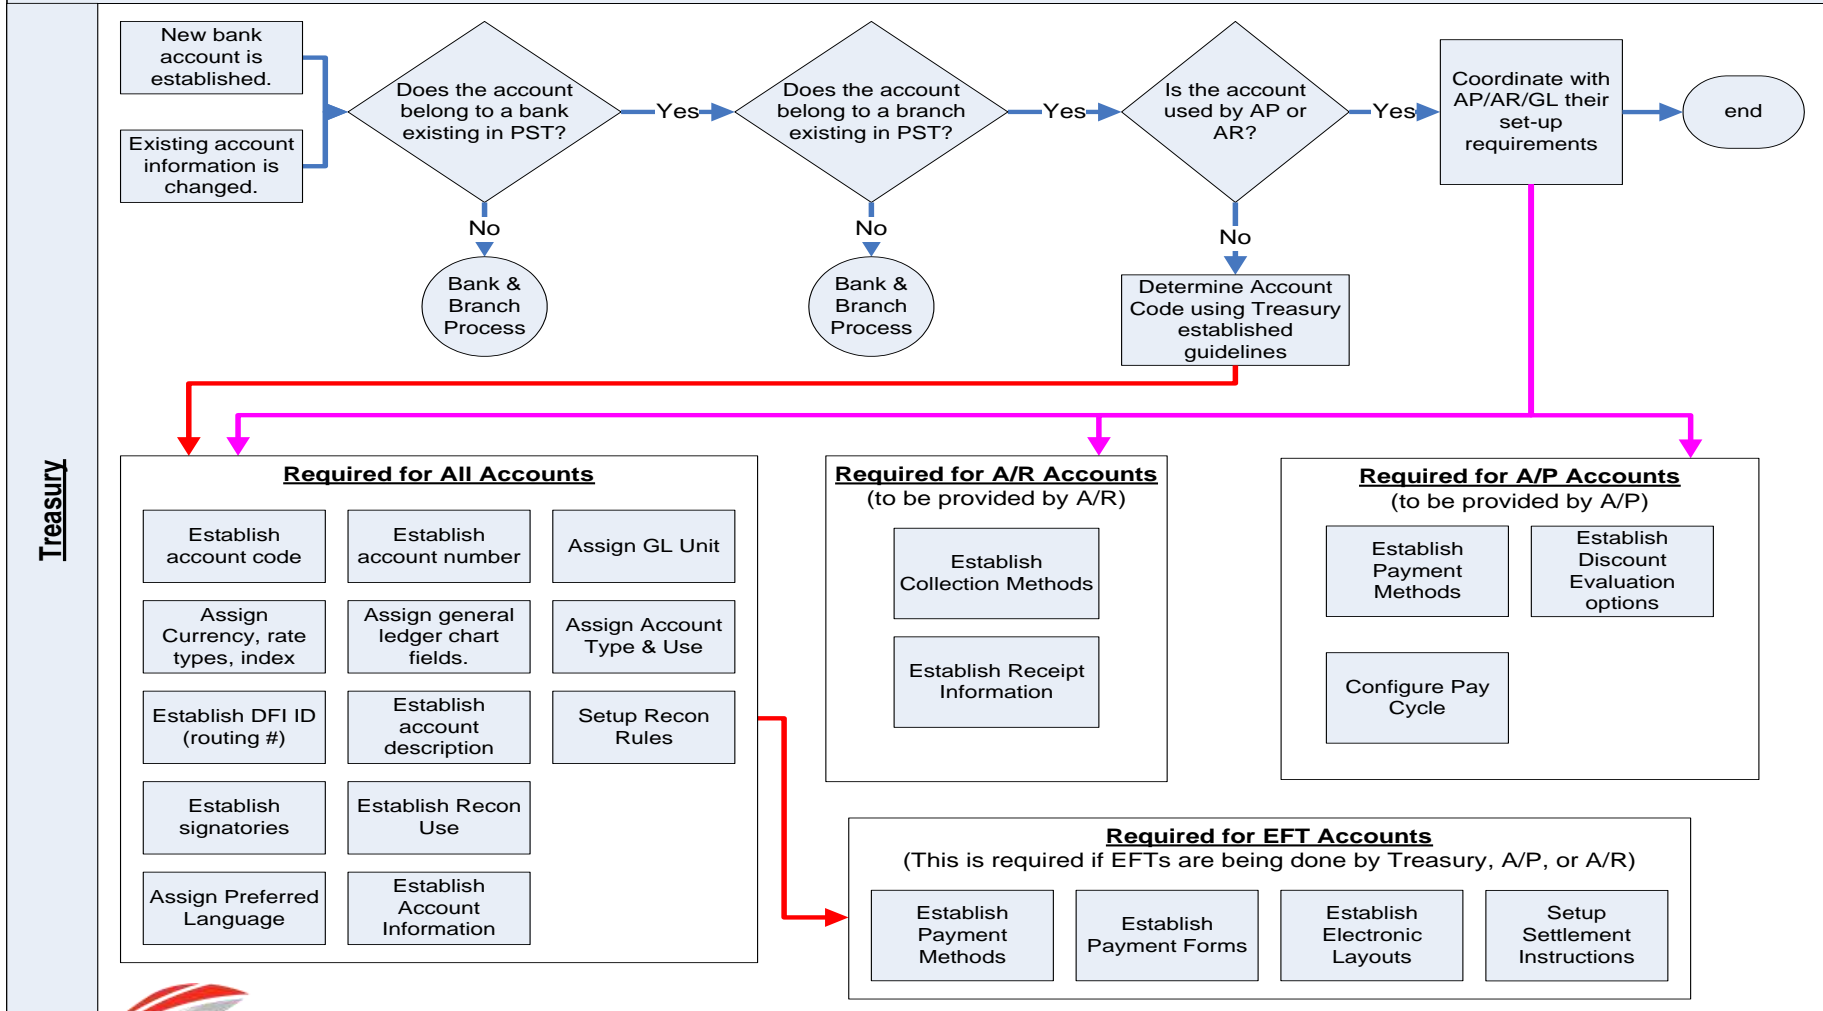 New bank
account is
established.
Existing account
information is
changed.
Does the account
belong to a bank
existing in PST?
Yes
No
Bank &
Branch
Process
Does the account
belong to a branch
existing in PST?
Yes
No
Bank &
Branch
Process
Is the account
used by AP or
AR?
Yes
No
Determine Account
Code using Treasury
established
guidelines
Coordinate with
AP/AR/GL their
set-up
requirements
end
Treasury
Required for All Accounts
Establish
account code
Establish
account number
Assign GL Unit
Assign
Currency, rate
types, index
Assign general
ledger chart
fields.
Assign Account
Type & Use
Establish DFI ID
(routing #)
Establish
account
description
Setup Recon
Rules
Establish
signatories
Establish Recon
Use
Assign Preferred
Language
Establish
Account
Information
Required for A/R Accounts
(to be provided by A/R)
Establish
Collection Methods
Establish Receipt
Information
Required for A/P Accounts
(to be provided by A/P)
Establish
Payment
Methods
Establish
Discount
Evaluation
options
Configure Pay
Cycle
Required for EFT Accounts
(This is required if EFTs are being done by Treasury, A/P, or A/R)
Establish
Payment
Methods
Establish
Payment Forms
Establish
Electronic
Layouts
Setup
Settlement
Instructions